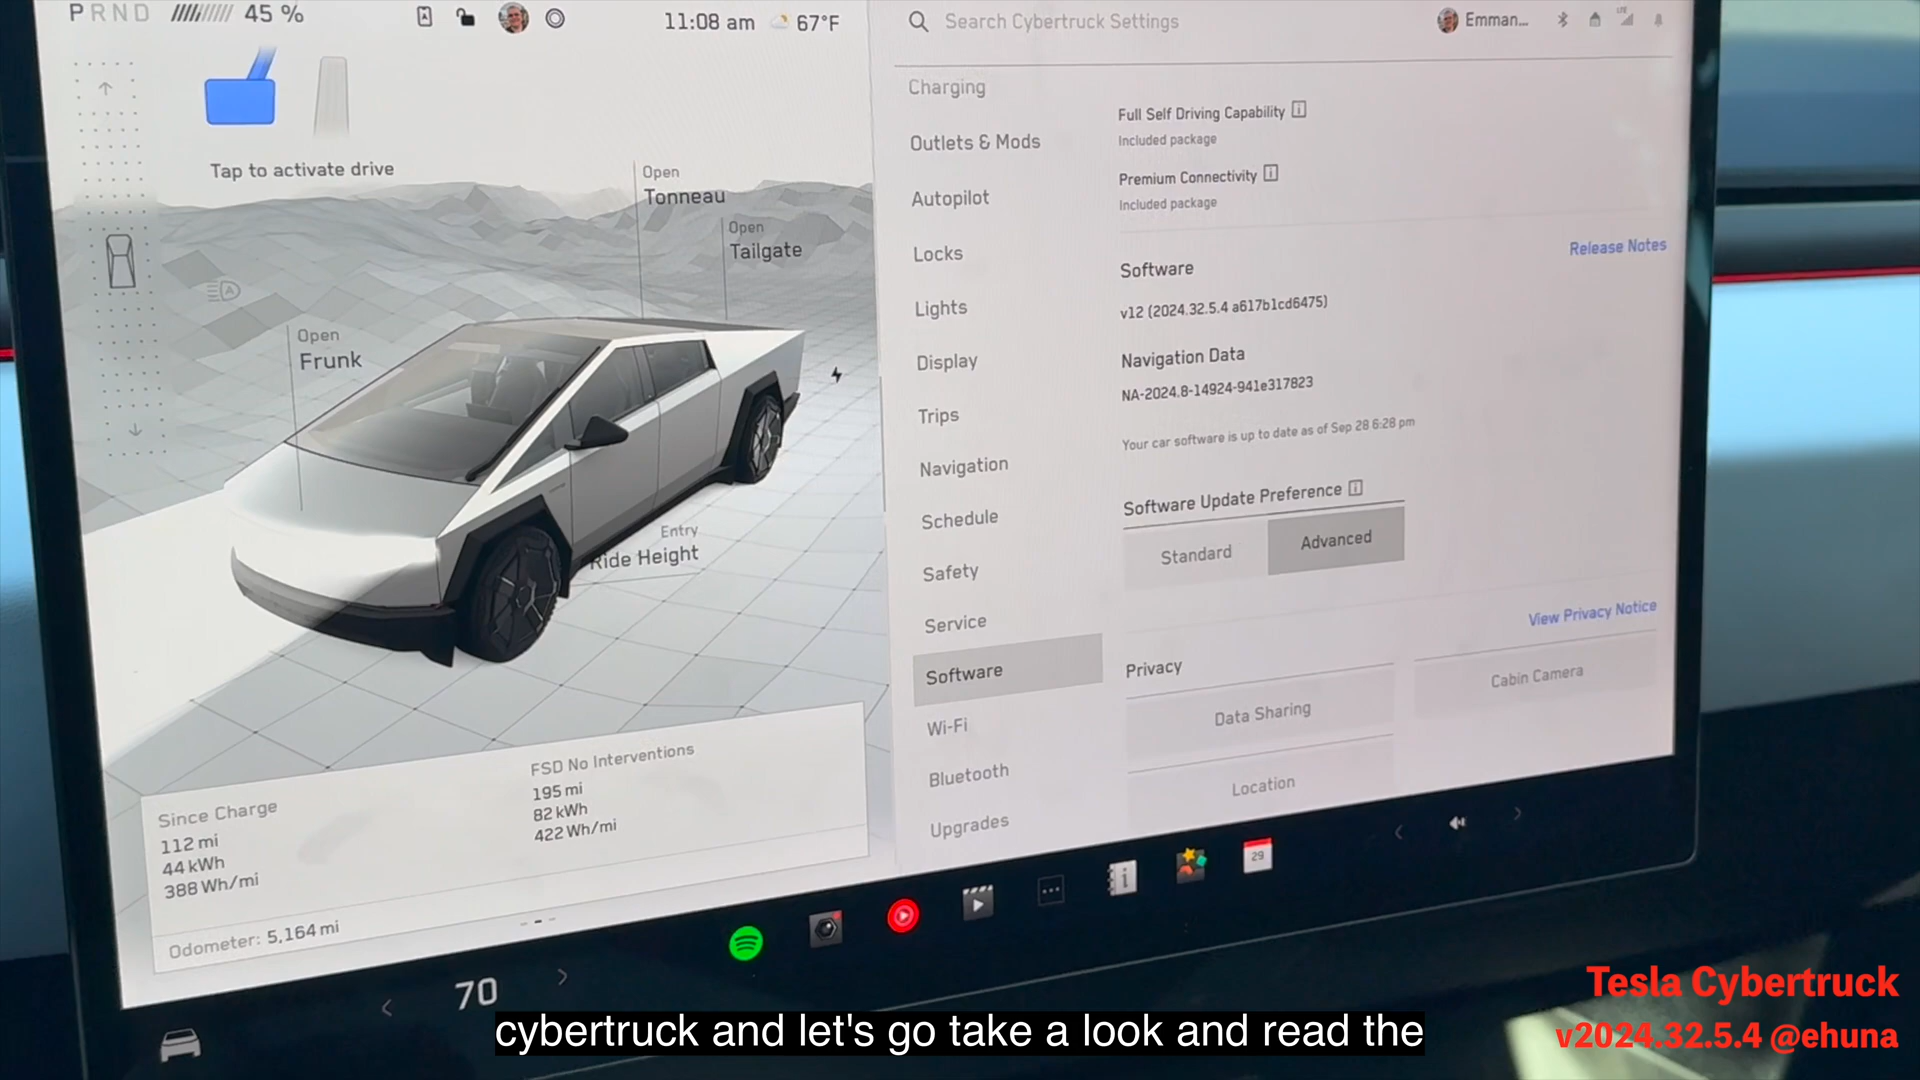 PRND
45 %
11:08 am
67°F
Tap to activate drive
Open
Tonneau
Open
Tailgate
Open
Frunk
Entry
Ride Height
Since Charge
112 mi
44 kWh
388 Wh/mi
FSD No Interventions
195 mi
82 kWh
422 Wh/mi
Odometer: 5,164 mi
Search Cybertruck Settings
Emman...
LTE
Charging
Outlets & Mods
Autopilot
Locks
Lights
Display
Trips
Navigation
Schedule
Safety
Service
Software
Wi-Fi
Bluetooth
Upgrades
Full Self Driving Capability
Included package
Premium Connectivity
Included package
Release Notes
Software
v12 (2024.32.5.4 a617b1cd6475)
Navigation Data
NA-2024.8-14924-941e317823
Your car software is up to date as of Sep 28 6:28 pm
Software Update Preference
Standard
Advanced
View Privacy Notice
Privacy
Data Sharing
Cabin Camera
Location
29
70
cybertruck and let's go take a look and read the
Tesla Cybertruck
v2024.32.5.4 @ehuna